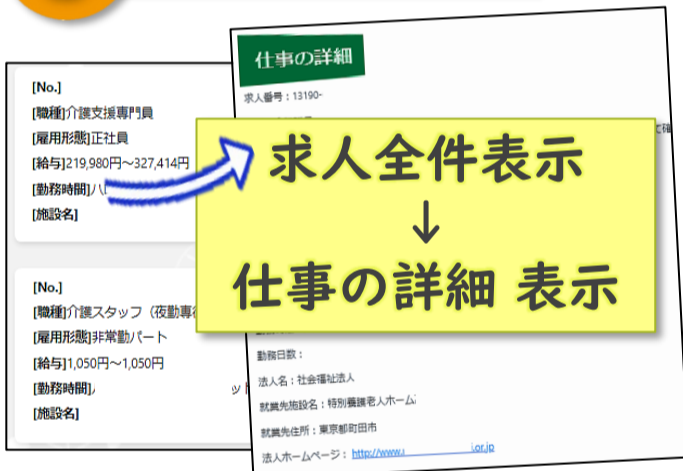 [No.]
[職種]介護支援専門員
[雇用形態]正社員
[給与]219,980円～327,414円
[勤務時間]
[施設名]
[No.]
[職種]介護スタッフ（夜勤専
[雇用形態]非常勤パート
[給与]1,050円～1,050円
[勤務時間]
ッ
[施設名]
仕事の詳細
求人番号：13190-
求人全件表示
↓
仕事の詳細 表示
勤務日数：
法人名：社会福祉法人
就業先施設名：特別養護老人ホーム
就業先住所：東京都町田市
法人ホームページ： http://www. .or.jp